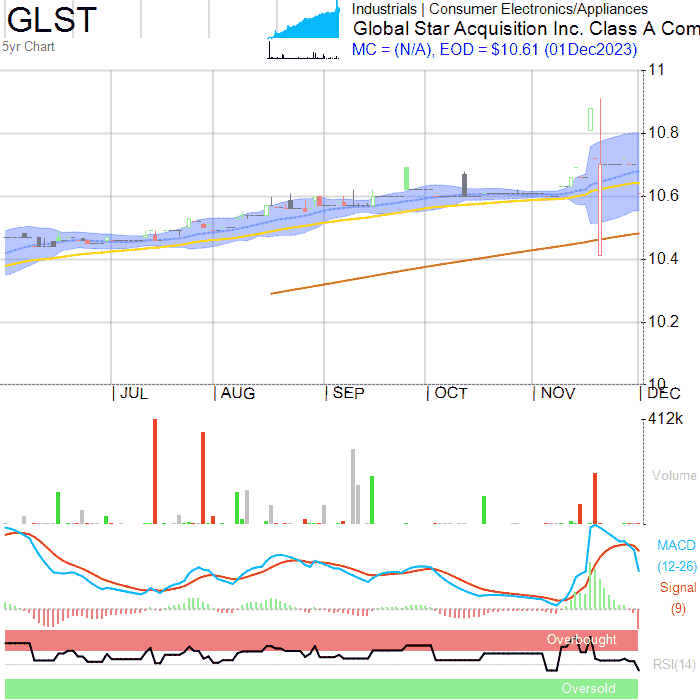 GLST
5yr Chart
Industrials | Consumer Electronics/Appliances
Global Star Acquisition Inc. Class A Com
MC = (N/A), EOD = $10.61 (01Dec2023)
11
10.8
10.6
10.4
10.2
10
JUL AUG SEP OCT NOV DEC
412k
Volume
MACD
(12-26)
Signal
(9)
Overbought
RSI(14)
Oversold